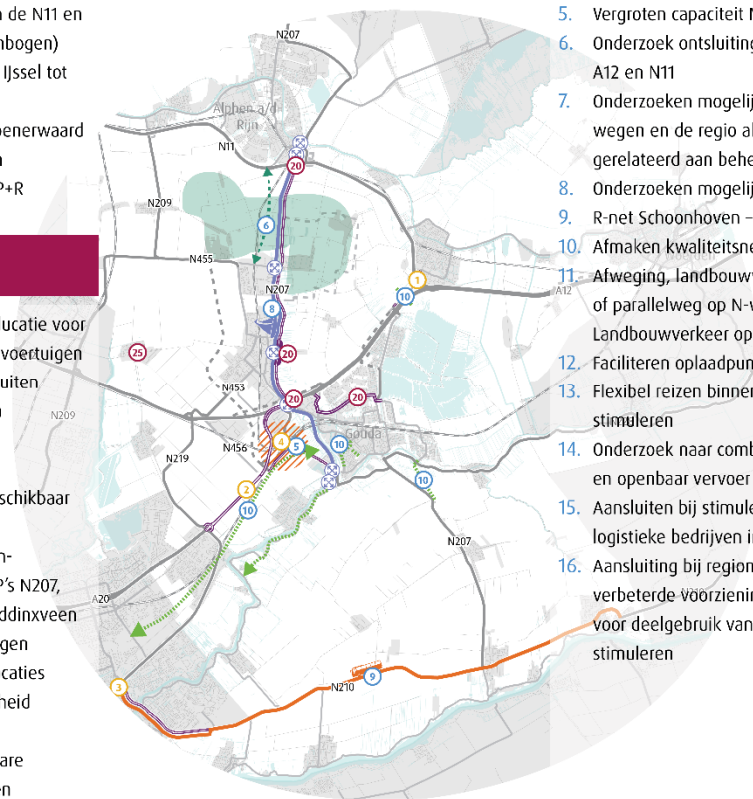 n de N11 en
nbogen)
IJssel tot
oenerwaard
n
P+R
ducatie voor
voertuigen
uiten
n
schikbaar
n-
P's N207,
ddinxveen
gen
caties
heid
are
en
N207
Alphen a/d
Rijn
N11
20
N209
6
N455
1
10
A12
N207
8
25
20
N453
20
20
N209
N456
4
5
10
Gouda
N219
2
10
10
N207
A20
3
N210
9
5. Vergroten capaciteit N
6. Onderzoek ontsluiting
A12 en N11
7. Onderzoeken mogelij
wegen en de regio al
gerelateerd aan behe
8. Onderzoeken mogelij
9. R-net Schoonhoven –
10. Afmaken kwaliteitsne
11. Afweging, landbouwv
of parallelweg op N-w
Landbouwverkeer op
12. Faciliteren oplaadpun
13. Flexibel reizen binnen
stimuleren
14. Onderzoek naar comb
en openbaar vervoer
15. Aansluiten bij stimule
logistieke bedrijven in
16. Aansluiting bij region
verbeterde voorzienin
voor deelgebruik van
stimuleren